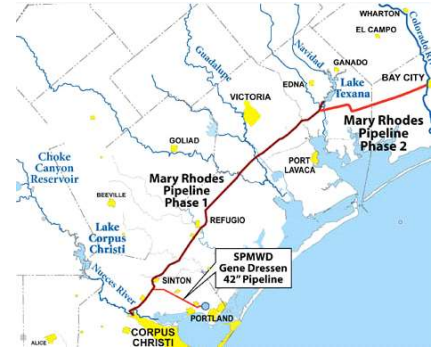 WHARTON
EL CAMPO
Colorado R
Guadalupe
Navidad
GANADO
EDNA
Lake
Texana
BAY CITY
VICTORIA
Mary Rhodes
Pipeline
Phase 2
GOLIAD
PORT
LAVACA
Choke
Canyon
Reservoir
Mary Rhodes
Pipeline
Phase 1
BEEVILLE
REFUGIO
Lake
Corpus
Christi
SPMWD
Gene Dressen
42" Pipeline
Nueces River
SINTON
PORTLAND
CORPUS
CHRISTI
ALICE